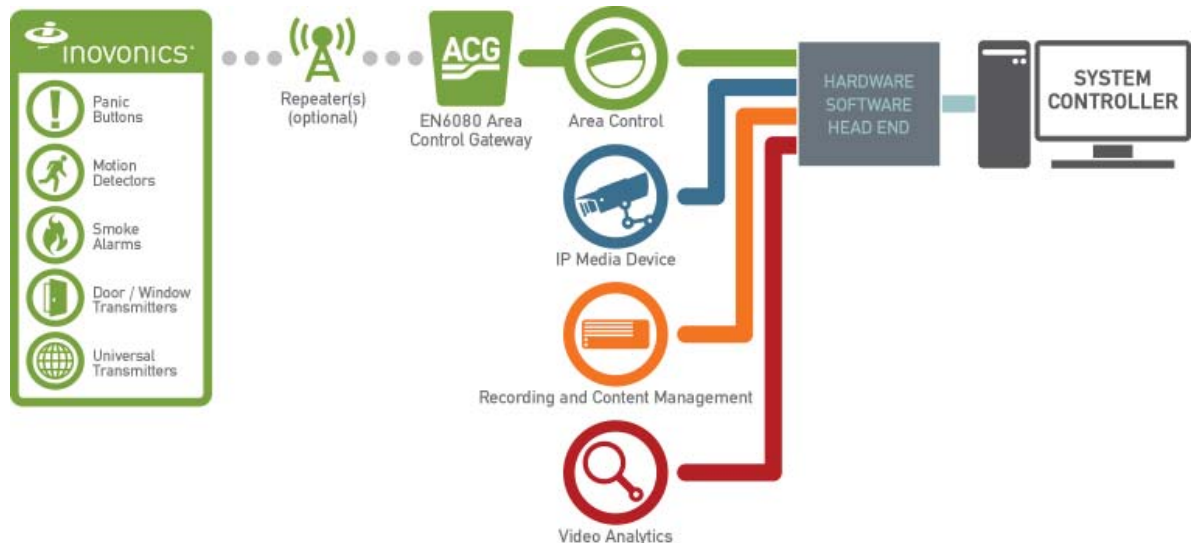 inovonics
Panic
Buttons
Motion
Detectors
Smoke
Alarms
Door / Window
Transmitters
Universal
Transmitters
Repeater(s)
(optional)
ACG
EN6080 Area
Control Gateway
Area Control
IP Media Device
Recording and Content Management
Video Analytics
HARDWARE
SOFTWARE
HEAD END
SYSTEM
CONTROLLER